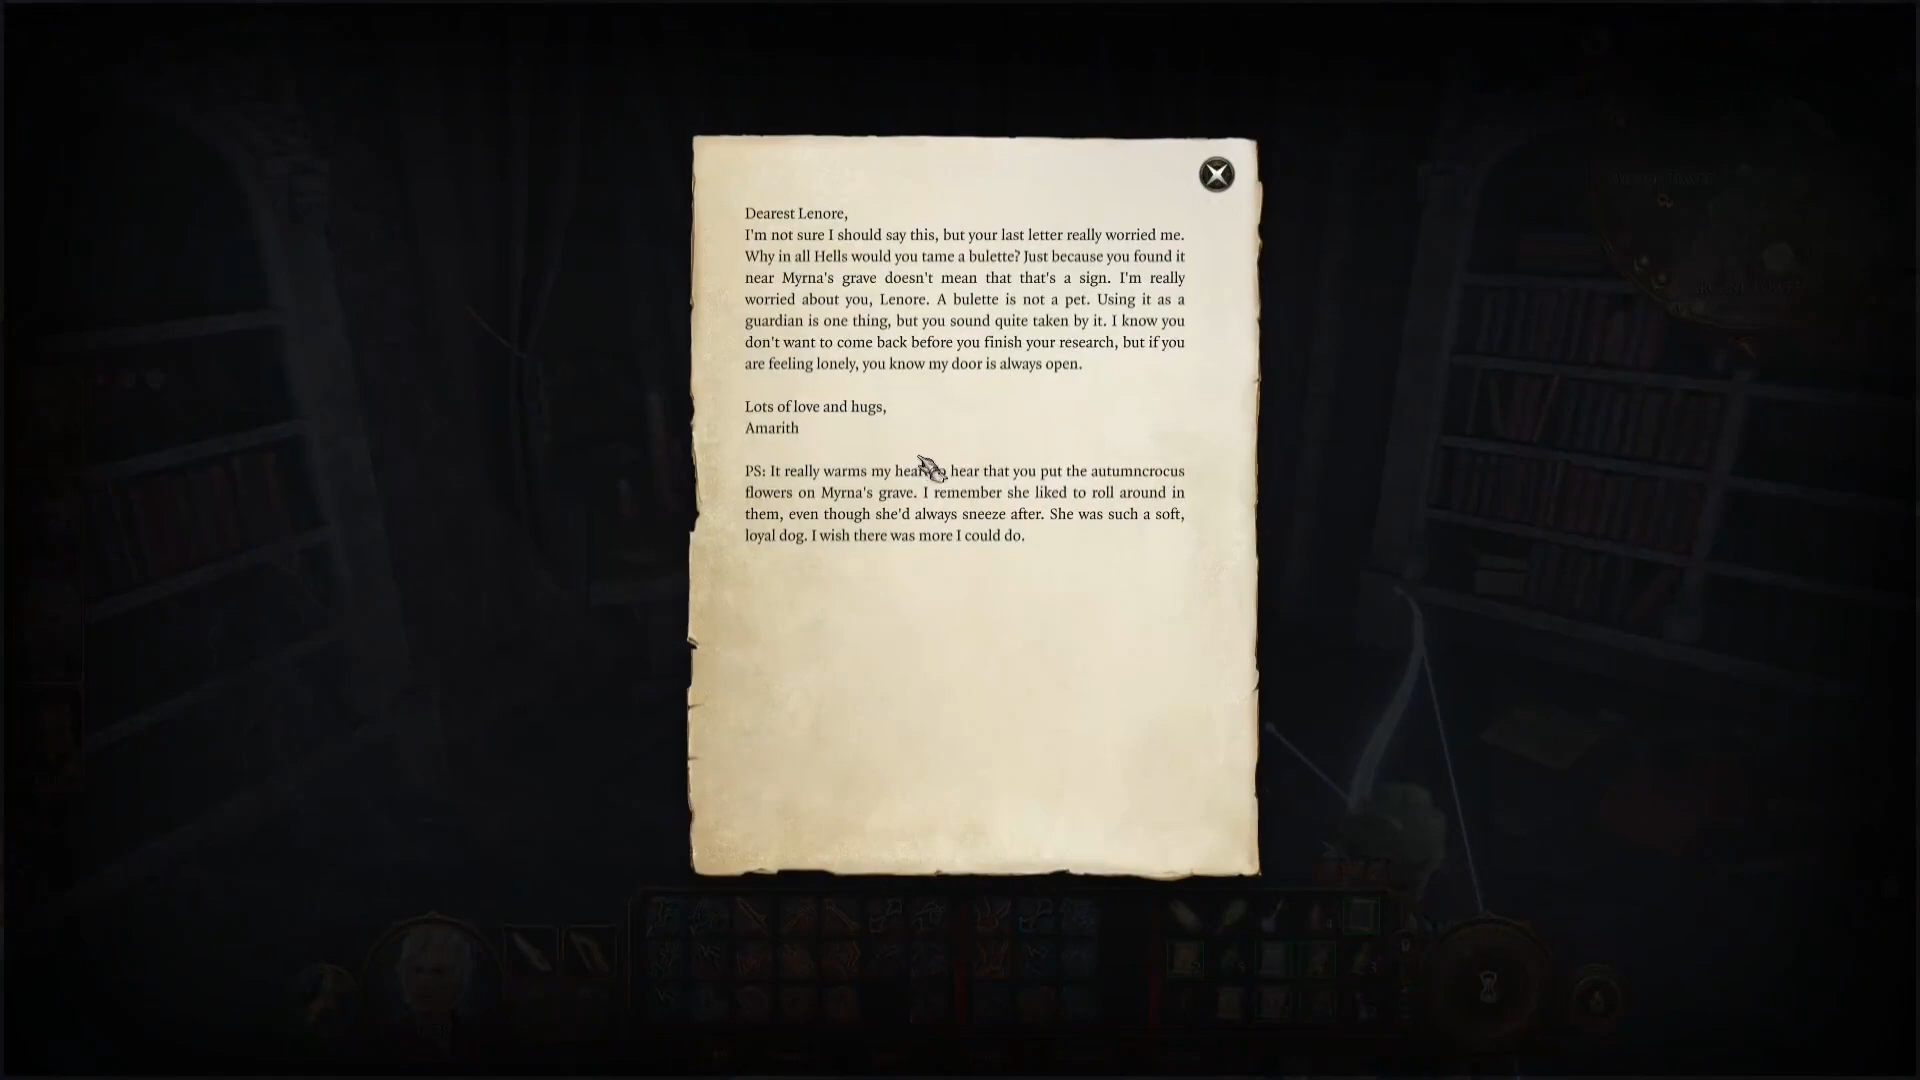 Dearest Lenore,
I'm not sure I should say this, but your last letter really worried me.
Why in all Hells would you tame a bulette? Just because you found it
near Myrna's grave doesn't mean that that's a sign. I'm really
worried about you, Lenore. A bulette is not a pet. Using it as a
guardian is one thing, but you sound quite taken by it. I know you
don't want to come back before you finish your research, but if you
are feeling lonely, you know my door is always open.
Lots of love and hugs,
Amarith
PS: It really warms my hear that you put the autumncrocus
flowers on Myrna's grave. I remember she liked to roll around in
them, even though she'd always sneeze after. She was such a soft,
loyal dog. I wish there was more I could do.